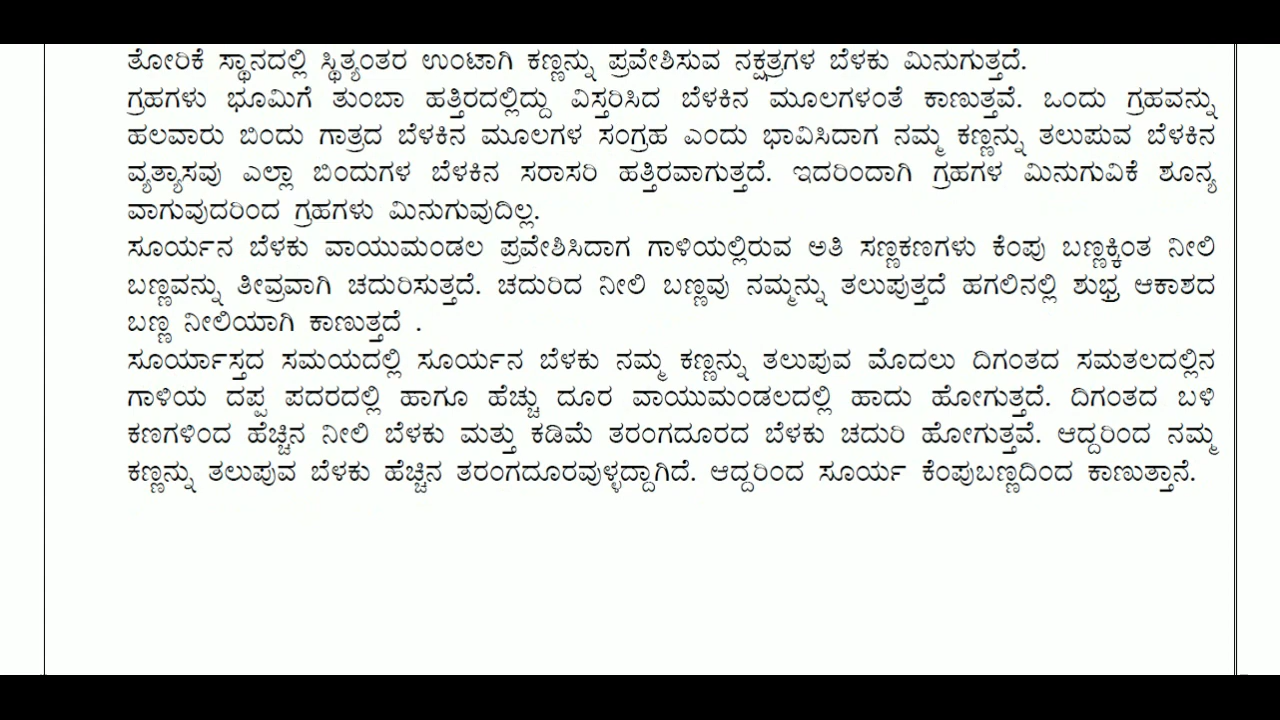 ತೋರಿಕೆ ಸ್ಥಾನದಲ್ಲಿ ಸ್ಥಿತ್ಯಂತರ ಉಂಟಾಗಿ ಕಣ್ಣನ್ನು ಪ್ರವೇಶಿಸುವ ನಕ್ಷತ್ರಗಳ ಬೆಳಕು ಮಿನುಗುತ್ತದೆ.
ಗ್ರಹಗಳು ಭೂಮಿಗೆ ತುಂಬಾ ಹತ್ತಿರದಲ್ಲಿದ್ದು ವಿಸ್ತರಿಸಿದ ಬೆಳಕಿನ ಮೂಲಗಳಂತೆ ಕಾಣುತ್ತವೆ. ಒಂದು ಗ್ರಹವನ್ನು
ಹಲವಾರು ಬಿಂದು ಗಾತ್ರದ ಬೆಳಕಿನ ಮೂಲಗಳ ಸಂಗ್ರಹ ಎಂದು ಭಾವಿಸಿದಾಗ ನಮ್ಮ ಕಣ್ಣನ್ನು ತಲುಪುವ ಬೆಳಕಿನ
ವ್ಯತ್ಯಾಸವು ಎಲ್ಲಾ ಬಿಂದುಗಳ ಬೆಳಕಿನ ಸರಾಸರಿ ಹತ್ತಿರವಾಗುತ್ತದೆ. ಇದರಿಂದಾಗಿ ಗ್ರಹಗಳ ಮಿನುಗುವಿಕೆ ಶೂನ್ಯ
ವಾಗುವುದರಿಂದ ಗ್ರಹಗಳು ಮಿನುಗುವುದಿಲ್ಲ.
ಸೂರ್ಯನ ಬೆಳಕು ವಾಯುಮಂಡಲ ಪ್ರವೇಶಿಸಿದಾಗ ಗಾಳಿಯಲ್ಲಿರುವ ಅತಿ ಸಣ್ಣಕಣಗಳು ಕೆಂಪು ಬಣ್ಣಕ್ಕಿಂತ ನೀಲಿ
ಬಣ್ಣವನ್ನು ತೀವ್ರವಾಗಿ ಚದುರಿಸುತ್ತದೆ. ಚದುರಿದ ನೀಲಿ ಬಣ್ಣವು ನಮ್ಮನ್ನು ತಲುಪುತ್ತದೆ ಹಗಲಿನಲ್ಲಿ ಶುಭ್ರ ಆಕಾಶದ
ಬಣ್ಣ ನೀಲಿಯಾಗಿ ಕಾಣುತ್ತದೆ .
ಸೂರ್ಯಾಸ್ತದ ಸಮಯದಲ್ಲಿ ಸೂರ್ಯನ ಬೆಳಕು ನಮ್ಮ ಕಣ್ಣನ್ನು ತಲುಪುವ ಮೊದಲು ದಿಗಂತದ ಸಮತಲದಲ್ಲಿನ
ಗಾಳಿಯ ದಪ್ಪ ಪದರದಲ್ಲಿ ಹಾಗೂ ಹೆಚ್ಚು ದೂರ ವಾಯುಮಂಡಲದಲ್ಲಿ ಹಾದು ಹೋಗುತ್ತದೆ. ದಿಗಂತದ ಬಳಿ
ಕಣಗಳಿಂದ ಹೆಚ್ಚಿನ ನೀಲಿ ಬೆಳಕು ಮತ್ತು ಕಡಿಮೆ ತರಂಗದೂರದ ಬೆಳಕು ಚದುರಿ ಹೋಗುತ್ತವೆ. ಆದ್ದರಿಂದ ನಮ್ಮ
ಕಣ್ಣನ್ನು ತಲುಪುವ ಬೆಳಕು ಹೆಚ್ಚಿನ ತರಂಗದೂರವುಳ್ಳದ್ದಾಗಿದೆ. ಆದ್ದರಿಂದ ಸೂರ್ಯ ಕೆಂಪುಬಣ್ಣದಿಂದ ಕಾಣುತ್ತಾನೆ.